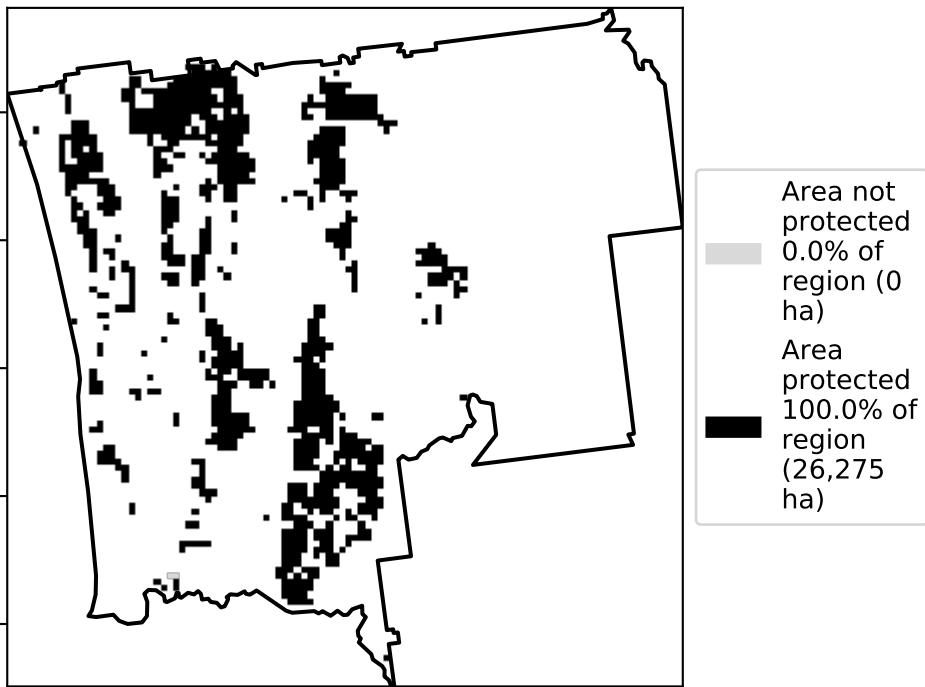 Area not
protected
0.0% of
region (0
ha)
Area
protected
100.0% of
region
(26,275
ha)